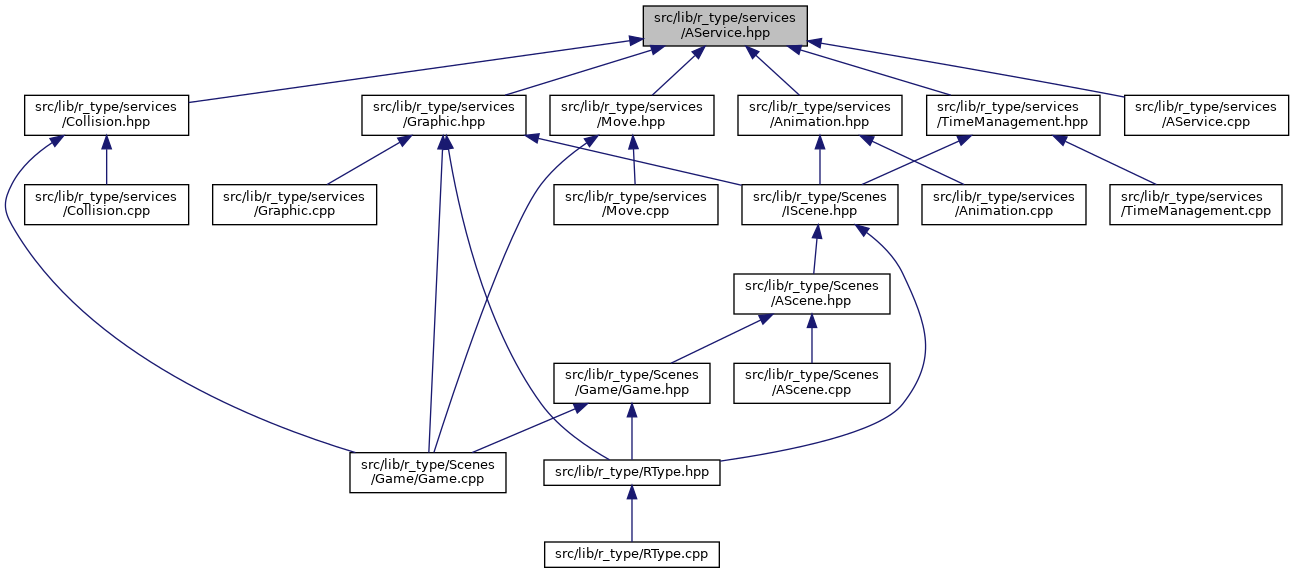 src/lib/r_type/services
/AService.hpp
src/lib/r_type/services
/Collision.hpp
src/lib/r_type/services
/Graphic.hpp
src/lib/r_type/services
/Move.hpp
src/lib/r_type/services
/Animation.hpp
src/lib/r_type/services
/TimeManagement.hpp
src/lib/r_type/services
/AService.cpp
src/lib/r_type/services
/Collision.cpp
src/lib/r_type/services
/Graphic.cpp
src/lib/r_type/services
/Move.cpp
src/lib/r_type/Scenes
/IScene.hpp
src/lib/r_type/services
/Animation.cpp
src/lib/r_type/services
/TimeManagement.cpp
src/lib/r_type/Scenes
/AScene.hpp
src/lib/r_type/Scenes
/Game/Game.hpp
src/lib/r_type/Scenes
/AScene.cpp
src/lib/r_type/Scenes
/Game/Game.cpp
src/lib/r_type/RType.hpp
src/lib/r_type/RType.cpp